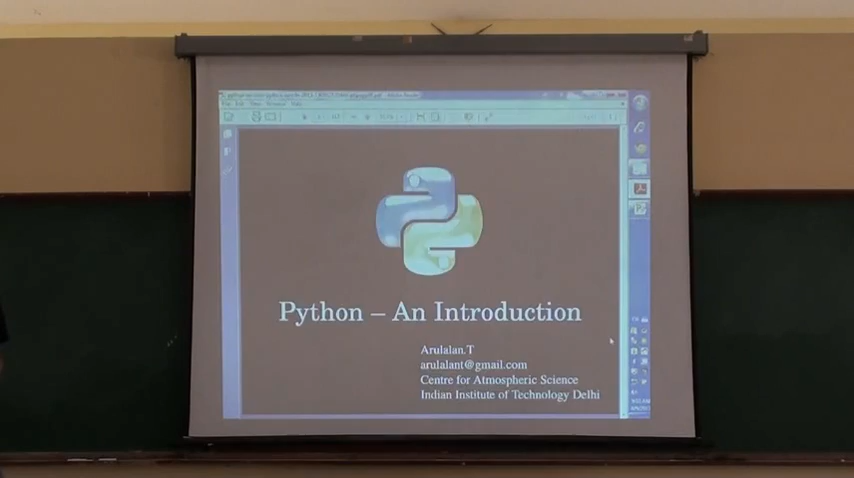 Python – An Introduction
Arulalan.T
arulalant@gmail.com
Centre for Atmospheric Science
Indian Institute of Technology Delhi